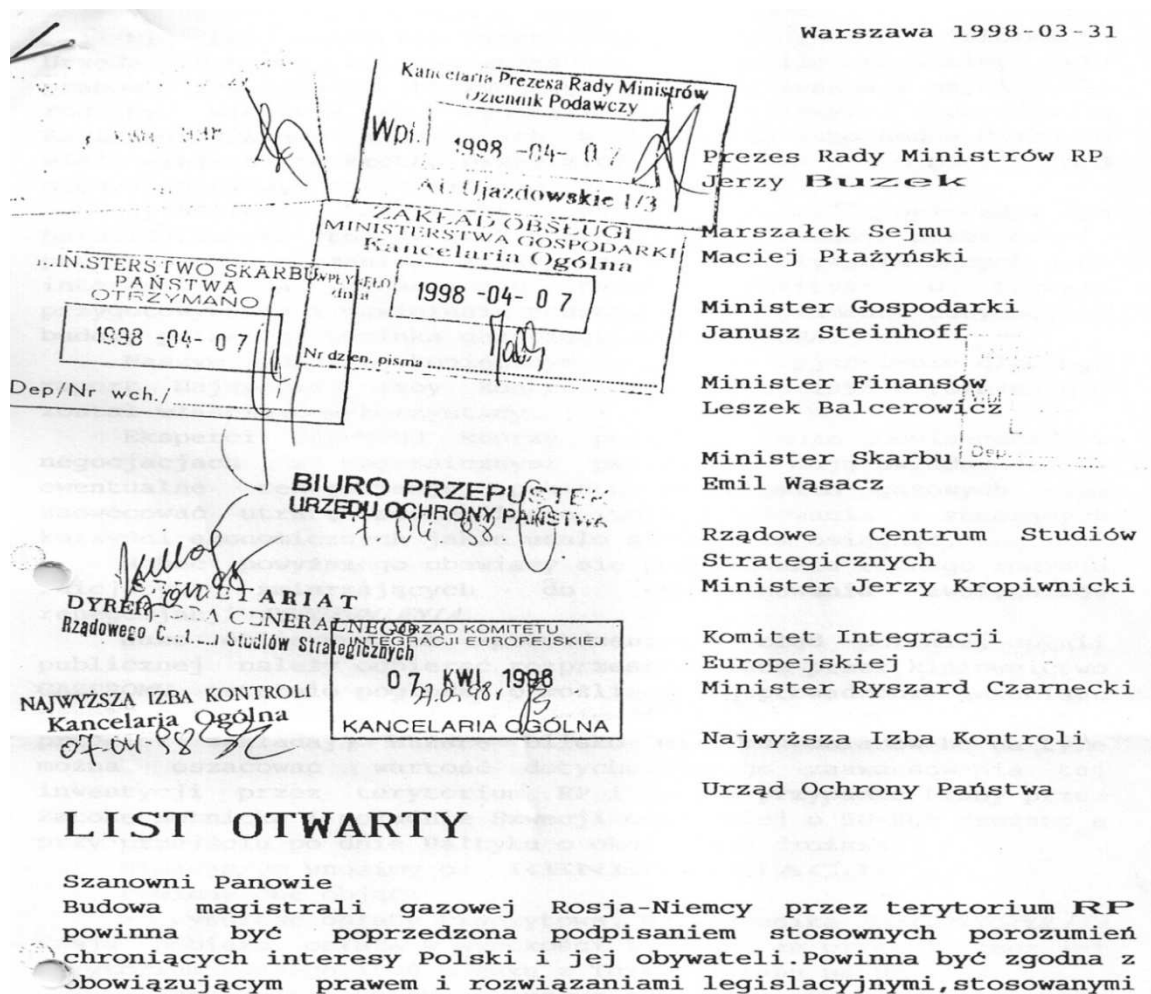 Warszawa 1998-03-31
Kancelaria Prezesa Rady Ministrów
Dziennik Podawczy
Wpł. 1998-04-07
Al. Ujazdowskie 1/3
ZAKŁAD OBSŁUGI
MINISTERSTWA GOSPODARKI
Kancelaria Ogólna
WPŁYNĘŁO
dnia 1998-04-07
Nr dzien. pisma
MINISTERSTWO SKARBU
PAŃSTWA
OTRZYMANO
1998-04-07
Dep/Nr wch./
Prezes Rady Ministrów RP
Jerzy Buzek
Marszałek Sejmu
Maciej Płażyński
Minister Gospodarki
Janusz Steinhoff
Minister Finansów
Leszek Balcerowicz
Minister Skarbu
Emil Wąsacz
Rządowe Centrum Studiów
Strategicznych
Minister Jerzy Kropiwnicki
Komitet Integracji
Europejskiej
Minister Ryszard Czarnecki
Najwyższa Izba Kontroli
Urząd Ochrony Państwa
BIURO PRZEPUSTEK
URZĘDU OCHRONY PAŃSTWA
SEKRETARIAT
DYREKTORA GENERALNEGO
Rządowego Centrum Studiów Strategicznych
URZĄD KOMITETU
INTEGRACJI EUROPEJSKIEJ
07. KWI. 1998
KANCELARIA OGÓLNA
NAJWYŻSZA IZBA KONTROLI
Kancelaria Ogólna
07.04.98
LIST OTWARTY
Szanowni Panowie
Budowa magistrali gazowej Rosja-Niemcy przez terytorium RP
powinna być poprzedzona podpisaniem stosownych porozumień
chroniących interesy Polski i jej obywateli.Powinna być zgodna z
obowiązującym prawem i rozwiązaniami legislacyjnymi,stosowanymi